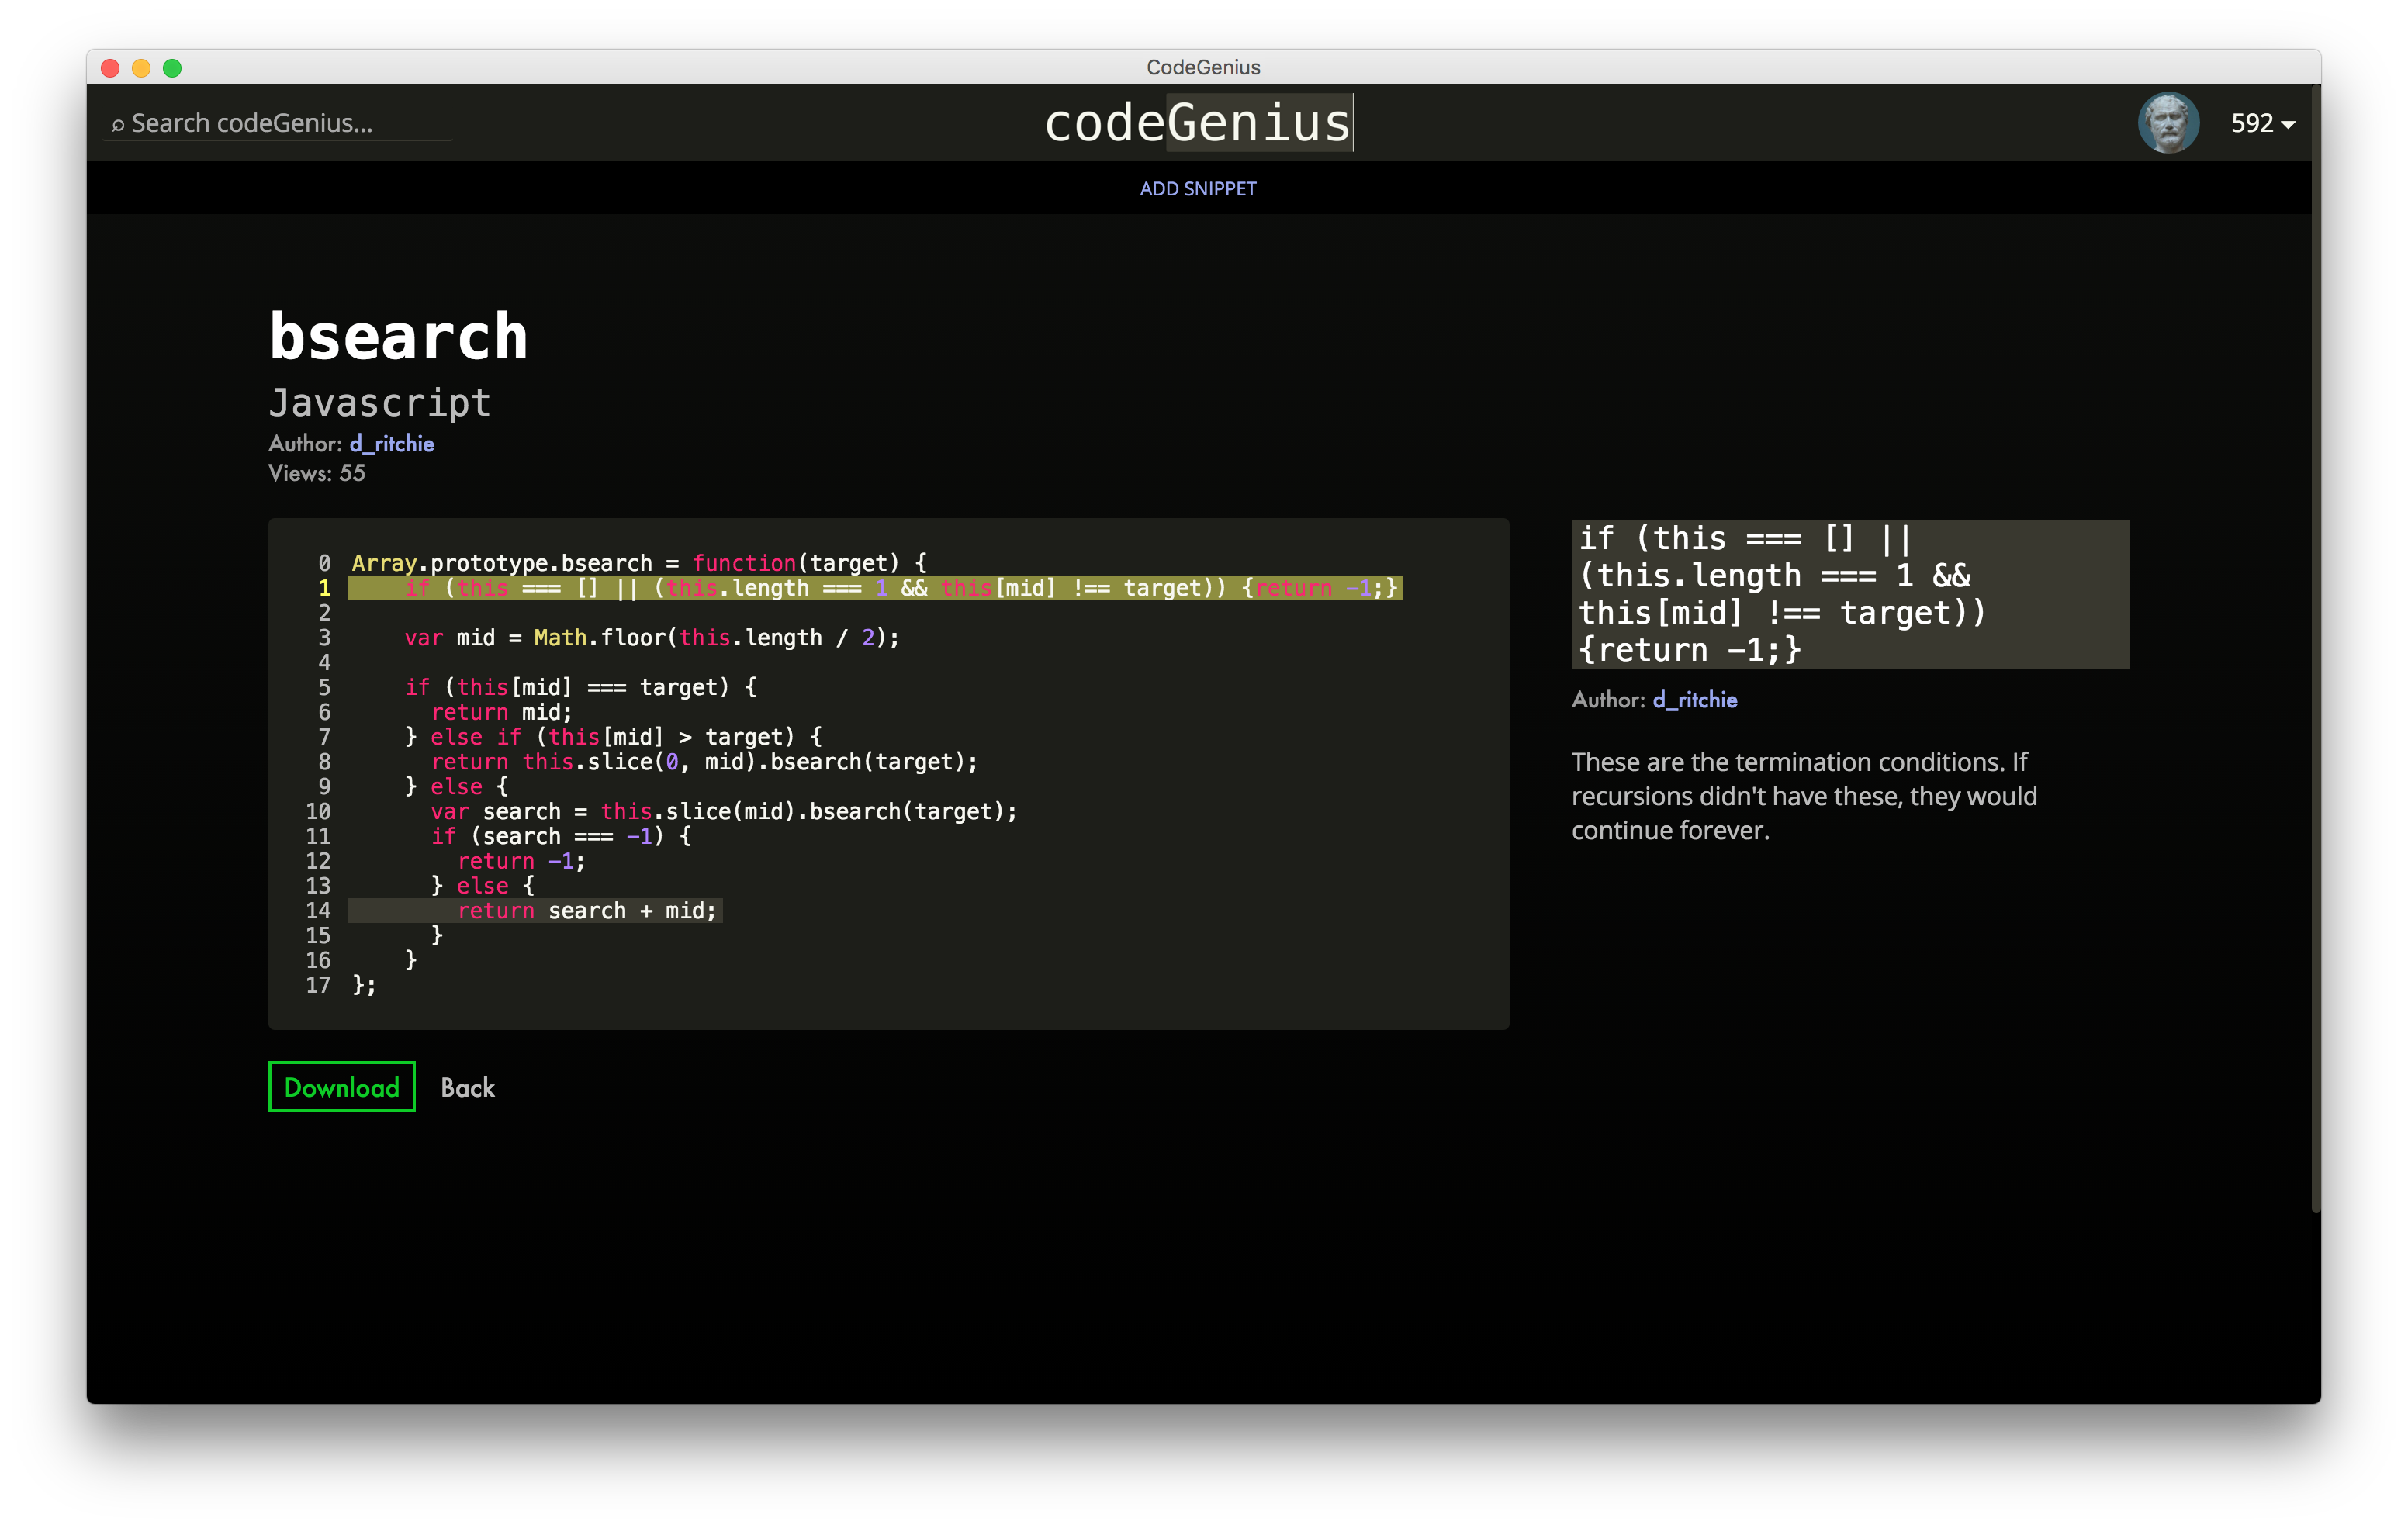 CodeGenius
Search codeGenius...
codeGenius
592
ADD SNIPPET
bsearch
Javascript
Author: d_ritchie
Views: 55
0 Array.prototype.bsearch = function(target) {
1     if (this === [] || (this.length === 1 && this[mid] !== target)) {return -1;}
2
3     var mid = Math.floor(this.length / 2);
4
5     if (this[mid] === target) {
6       return mid;
7     } else if (this[mid] > target) {
8       return this.slice(0, mid).bsearch(target);
9     } else {
10       var search = this.slice(mid).bsearch(target);
11       if (search === -1) {
12         return -1;
13       } else {
14         return search + mid;
15       }
16     }
17 };
if (this === [] ||
(this.length === 1 &&
this[mid] !== target))
{return -1;}
Author: d_ritchie
These are the termination conditions. If
recursions didn't have these, they would
continue forever.
Download
Back